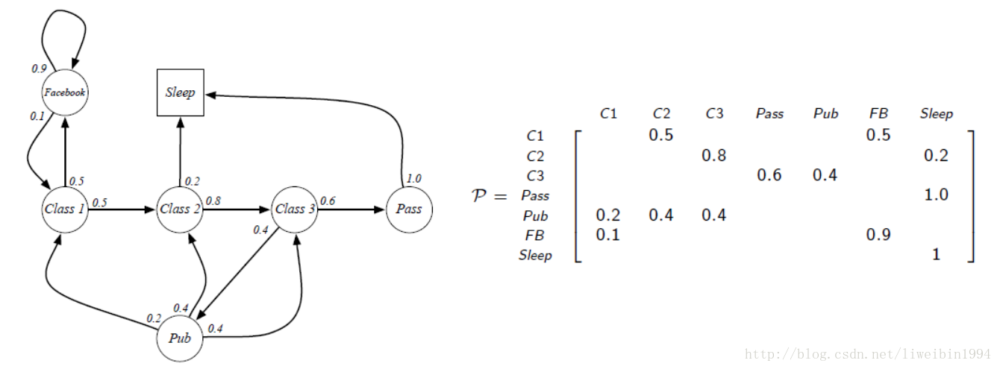 0.9
Facebook
0.1
Sleep
0.5
0.2
1.0
Class 1
0.5
Class 2
0.8
Class 3
0.6
Pass
0.4
0.2
0.4
Pub
0.4
C1 C2 C3 Pass Pub FB Sleep
C1 0.5 0.5
C2 0.8 0.2
C3 0.6 0.4
P = Pass 1.0
Pub 0.2 0.4 0.4
FB 0.1 0.9
Sleep 1
http://blog.csdn.net/liweibin1994